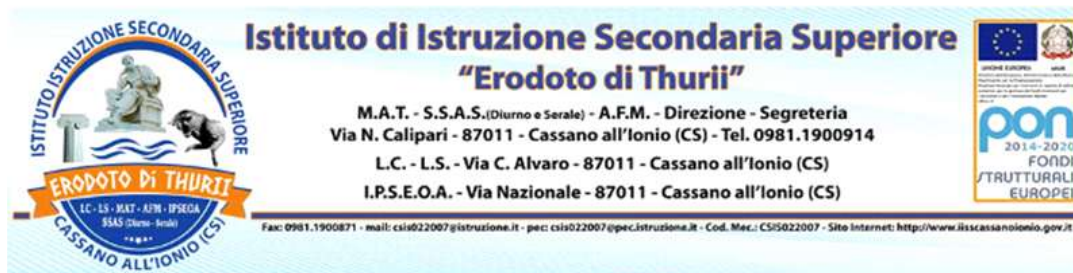 ISTITUTO ISTRUZIONE SECONDARIA SUPERIORE
ERODOTO Di THURII
LC - LS - MAT - AFM - IPSEOA
SSAS (Diurno - Serale)
CASSANO ALL'IONIO (CS)
Istituto di Istruzione Secondaria Superiore
“Erodoto di Thurii”
M.A.T. - S.S.A.S.(Diurno e Serale) - A.F.M. - Direzione - Segreteria
Via N. Calipari - 87011 - Cassano all’Ionio (CS) - Tel. 0981.1900914
L.C. - L.S. - Via C. Alvaro - 87011 - Cassano all’Ionio (CS)
I.P.S.E.O.A. - Via Nazionale - 87011 - Cassano all’Ionio (CS)
Fax: 0981.1900871 - mail: csis022007@istruzione.it - pec: csis022007@pec.istruzione.it - Cod. Mec.: CSIS022007 - Sito Internet: http://www.iisscassanoionio.gov.it
UNIONE EUROPEA
pon
2014-2020
FONDI
STRUTTURALI
EUROPEI